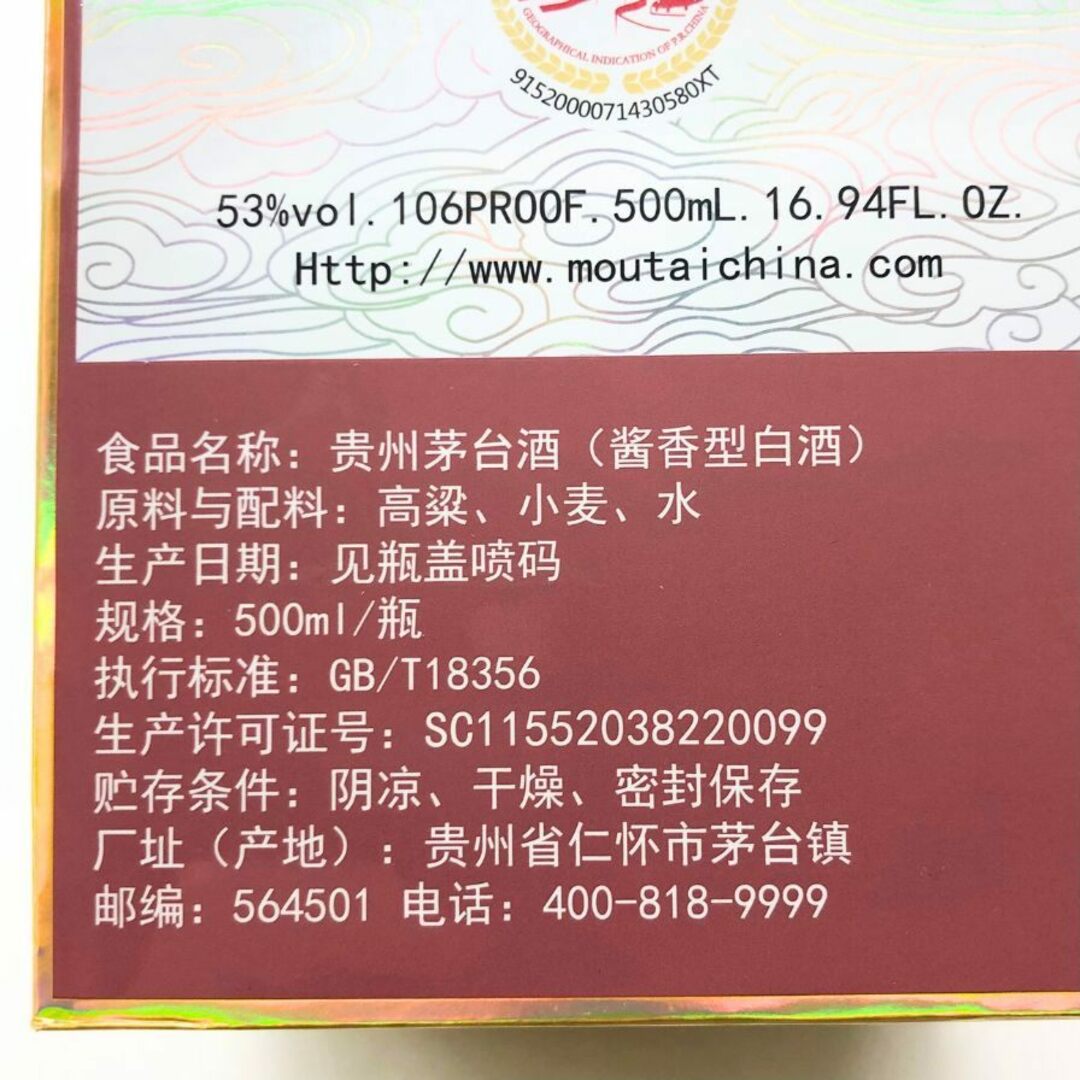 GEOGRAPHICAL INDICATION OF P.R.CHINA
9152000071430580XT
53%vol.106PROOF.500mL.16.94FL.OZ.
Http://www.moutaichina.com
食品名称：贵州茅台酒（酱香型白酒）
原料与配料：高粱、小麦、水
生产日期：见瓶盖喷码
规格：500ml/瓶
执行标准：GB/T18356
生产许可证号：SC11552038220099
贮存条件：阴凉、干燥、密封保存
厂址（产地）：贵州省仁怀市茅台镇
邮编：564501 电话：400-818-9999